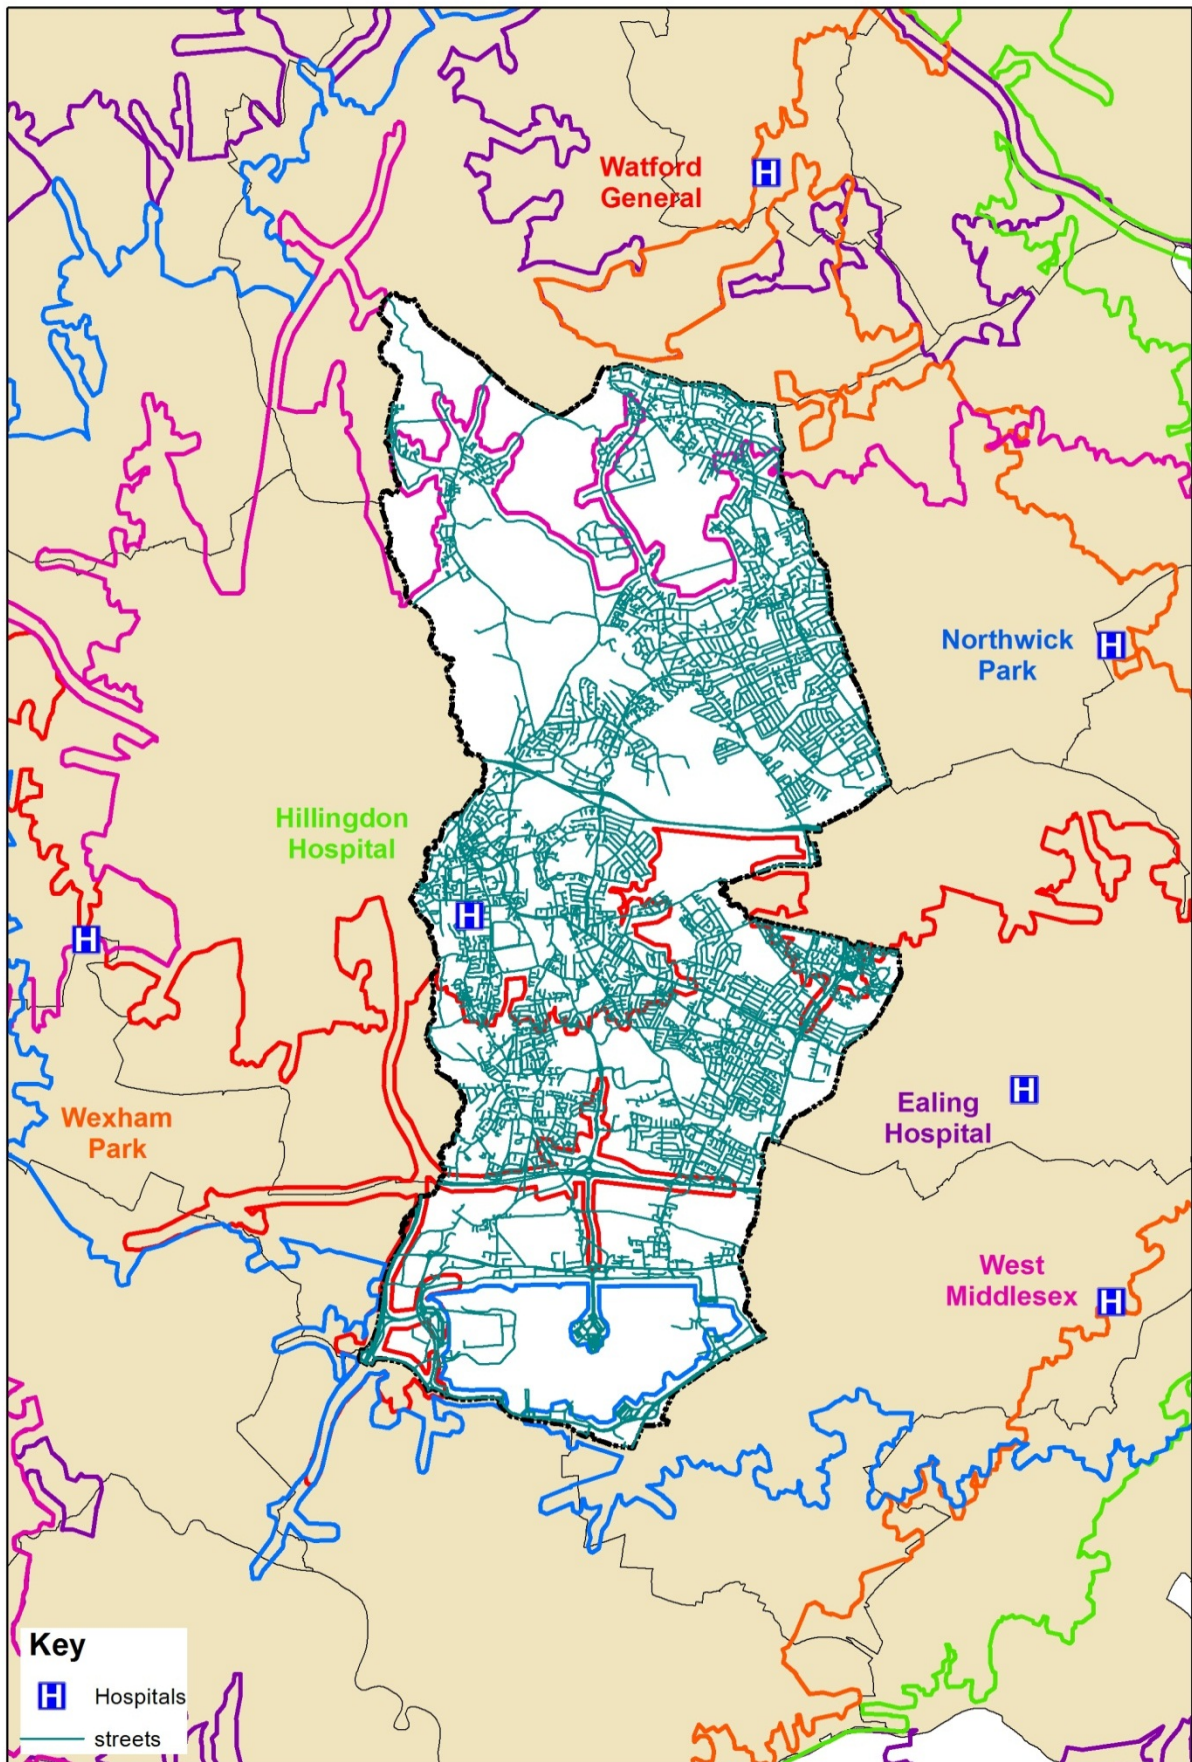 Watford
General
H
Northwick
Park
H
Hillingdon
Hospital
H
H
Wexham
Park
Ealing
Hospital
H
West
Middlesex
H
Key
H Hospitals
streets